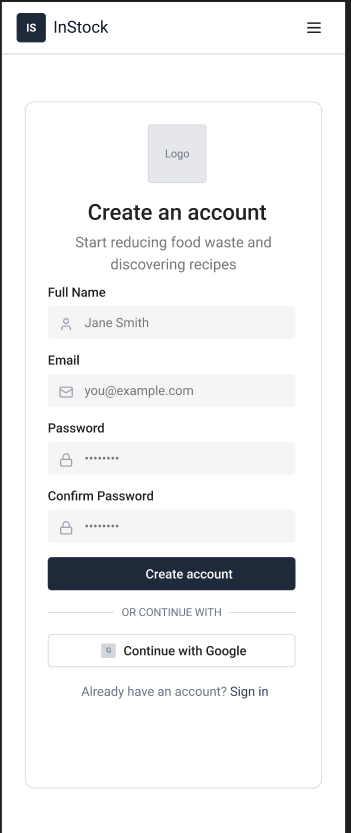 IS InStock
Logo
Create an account
Start reducing food waste and
discovering recipes
Full Name
Jane Smith
Email
you@example.com
Password
••••••••
Confirm Password
••••••••
Create account
OR CONTINUE WITH
G Continue with Google
Already have an account? Sign in